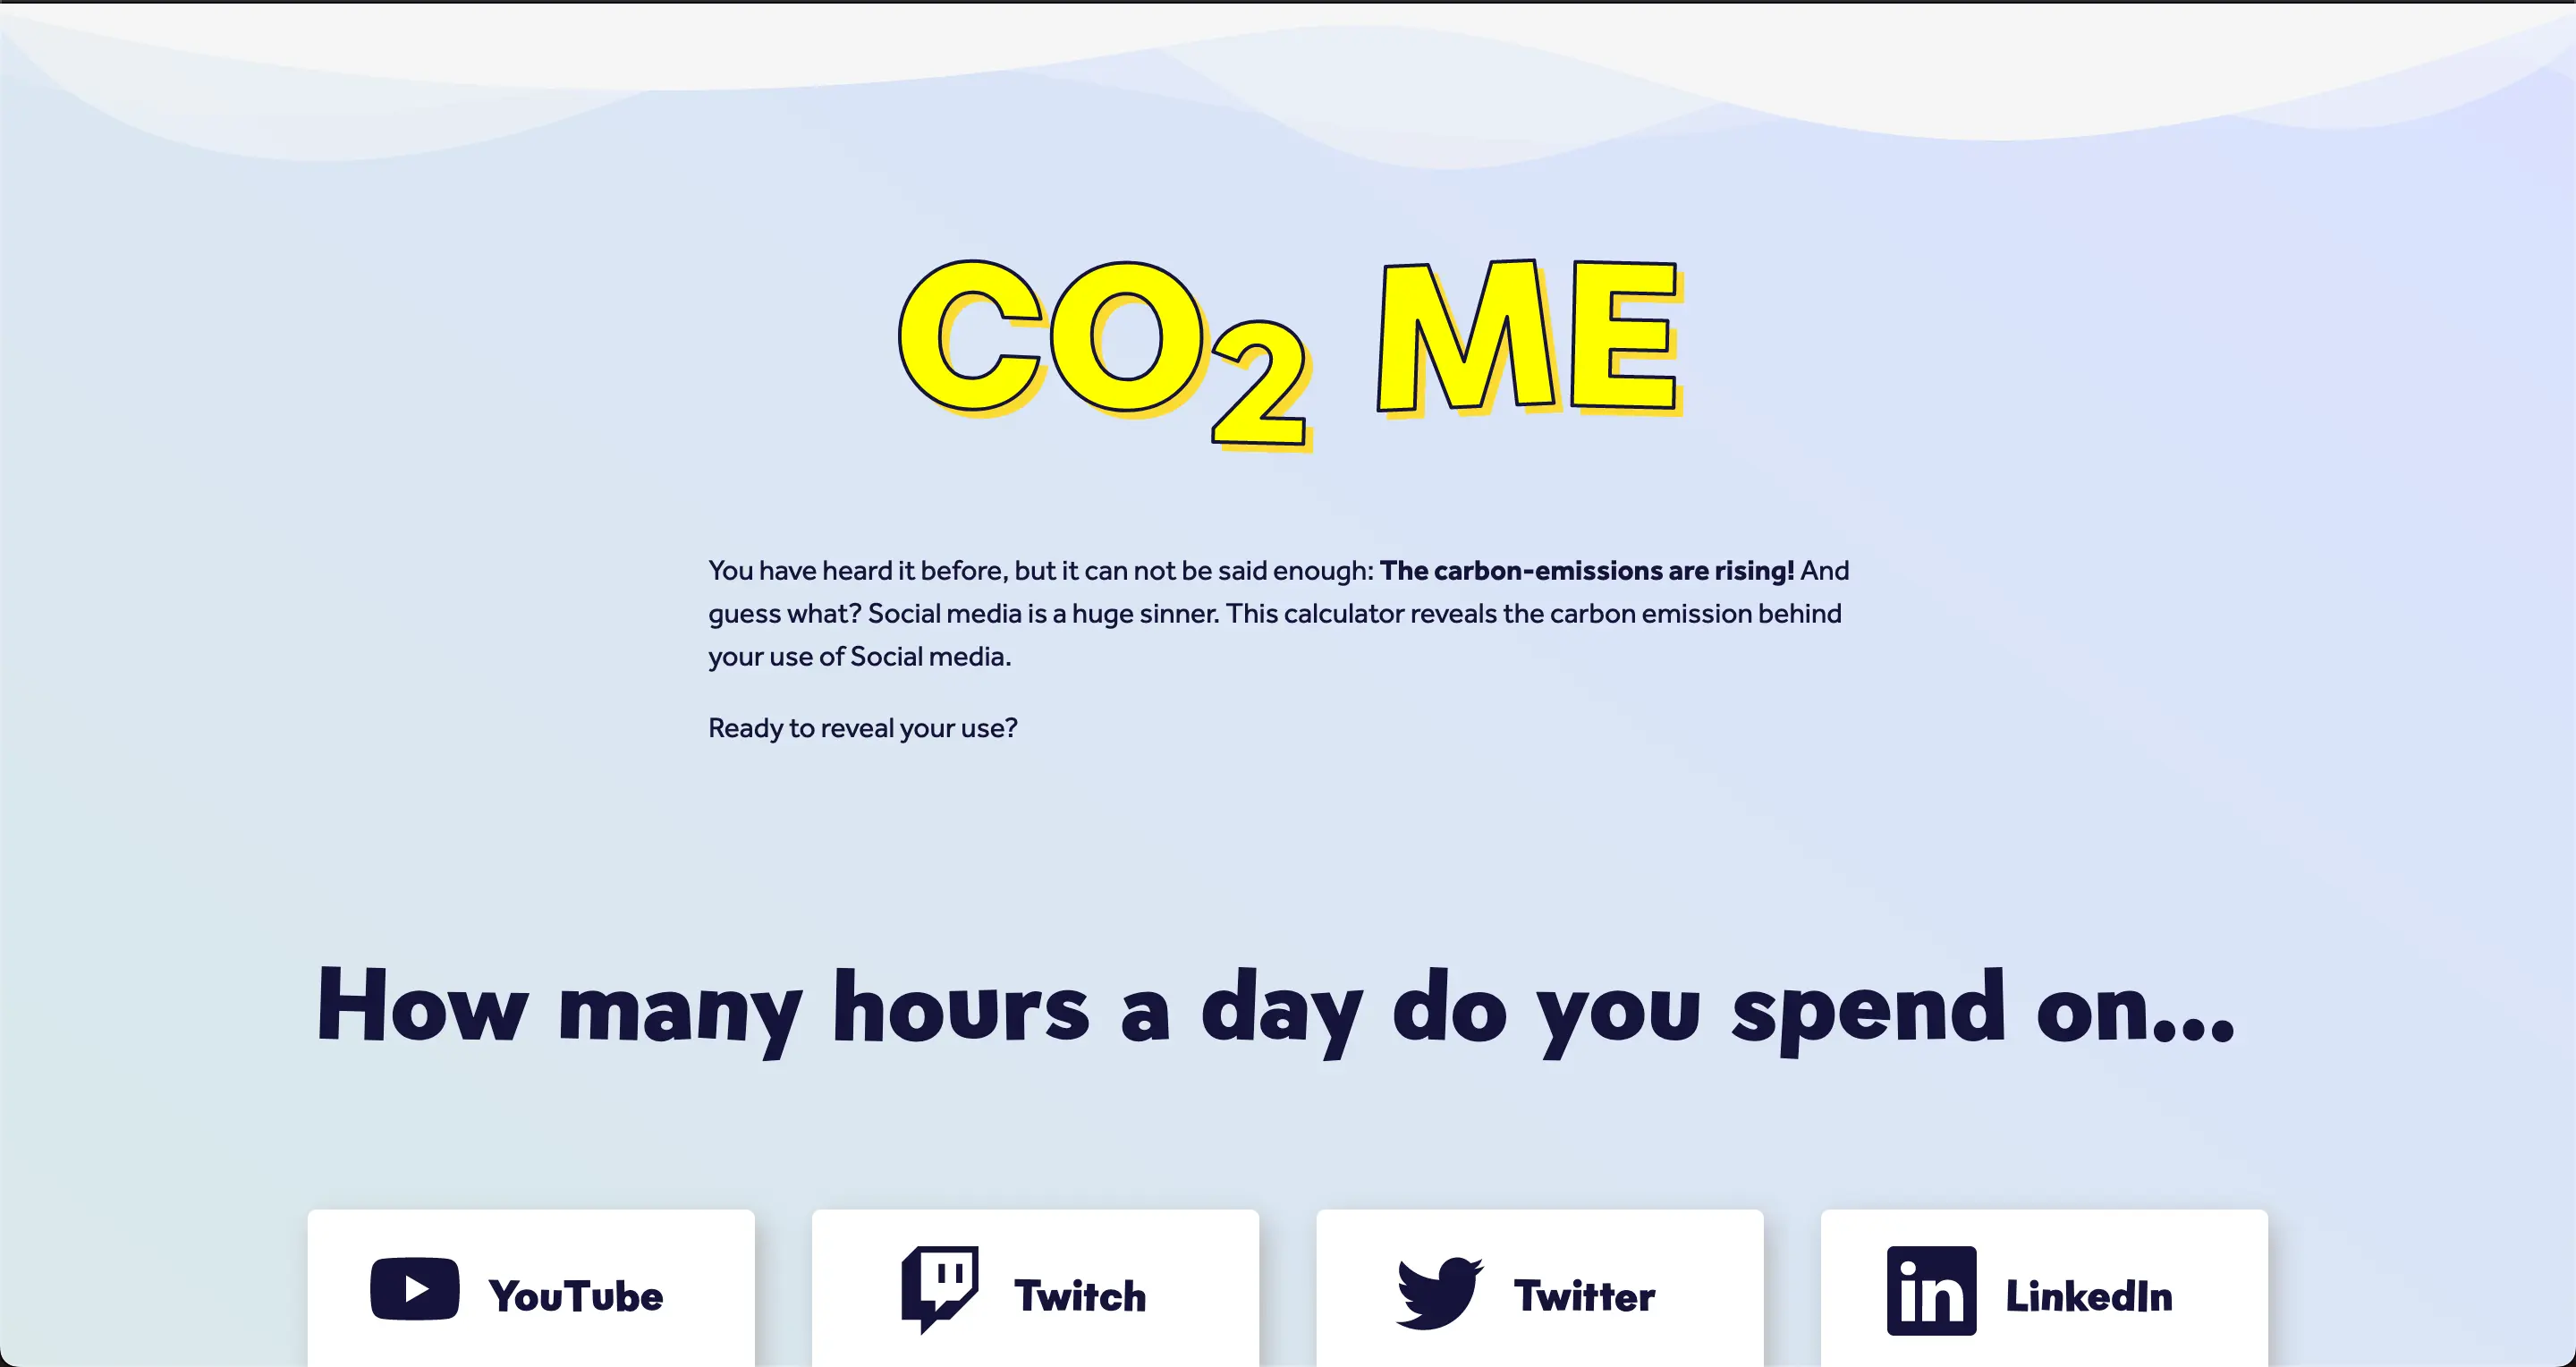 CO2 ME
You have heard it before, but it can not be said enough: The carbon-emissions are rising! And
guess what? Social media is a huge sinner. This calculator reveals the carbon emission behind
your use of Social media.
Ready to reveal your use?
How many hours a day do you spend on...
YouTube
Twitch
Twitter
in LinkedIn